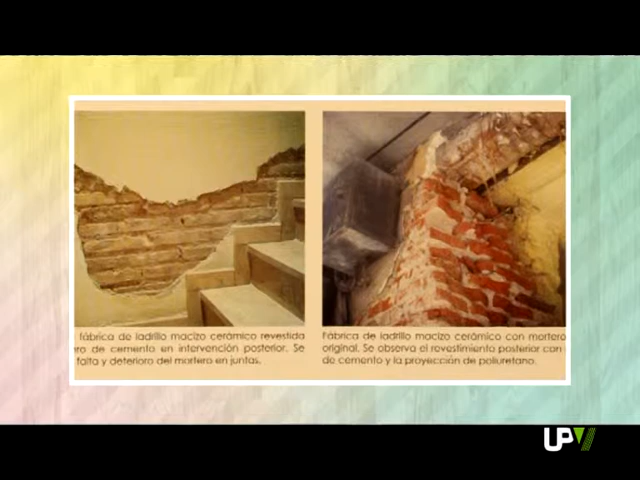 fábrica de ladrillo macizo cerámico revestida
ro de cemento en intervención posterior. Se
falta y deterioro del mortero en juntas.
Fábrica de ladrillo macizo cerámico con mortero
original. Se observa el revestimiento posterior con
de cemento y la proyección de poliuretano.
UPV